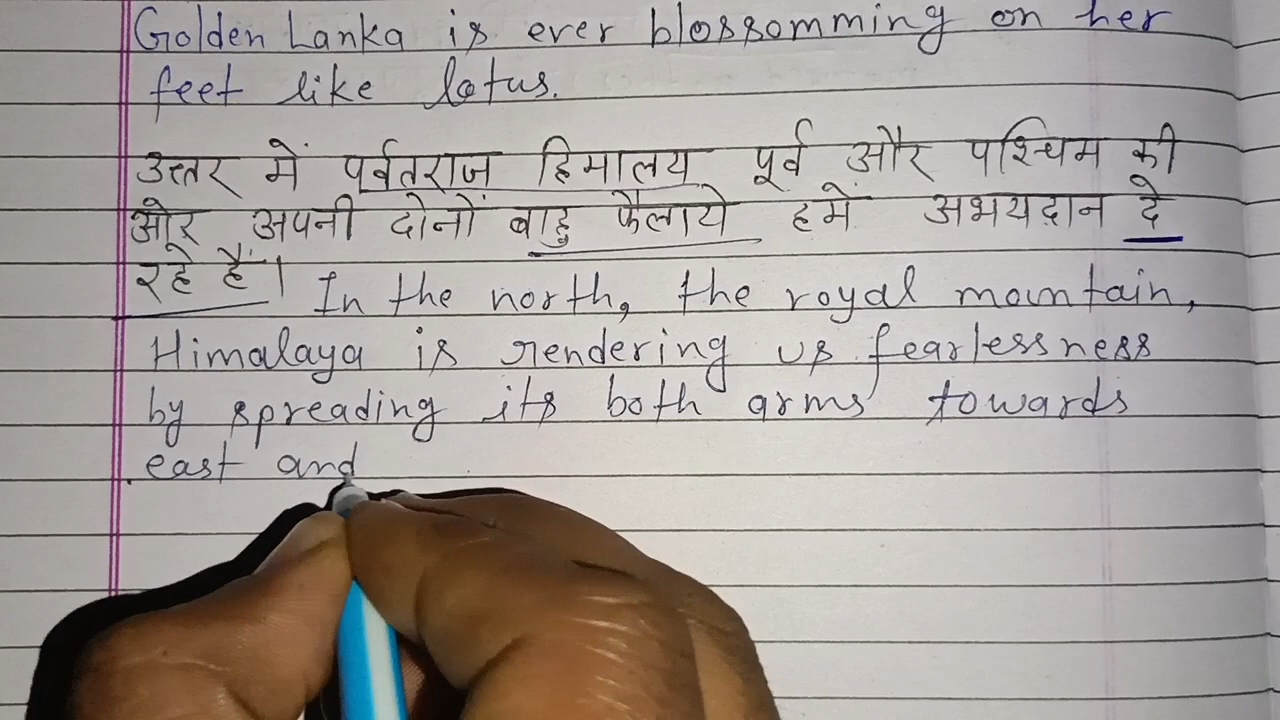 Golden Lanka is ever blossomming on her
feet like lotus.
उत्तर में पर्वतराज हिमालय पूर्व और पश्चिम की
ओर अपनी दोनों बाहु फैलाये हमें अभयदान दे
रहे हैं। In the north, the royal mountain,
Himalaya is rendering us fearlessness
by spreading its both arms towards
east and